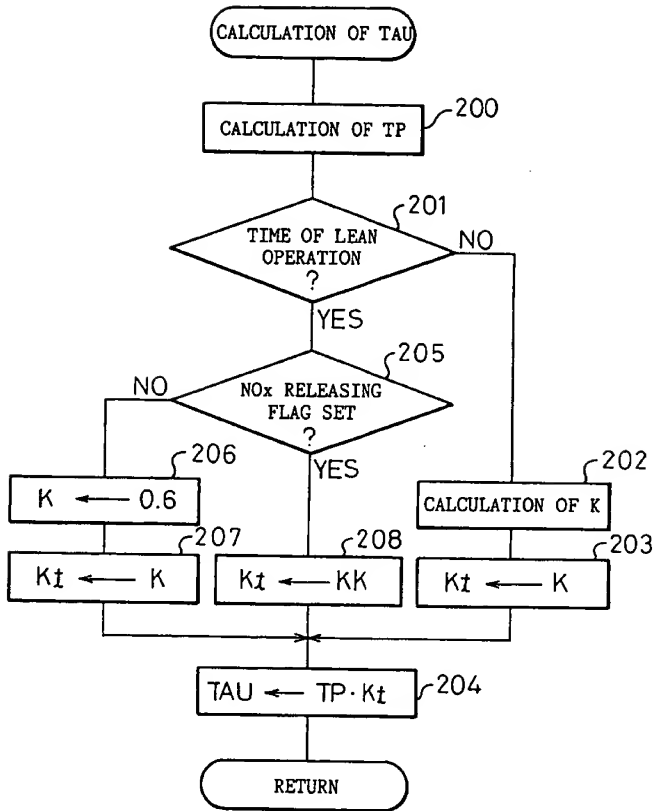 CALCULATION OF TAU
CALCULATION OF TP
200
201
TIME OF LEAN
OPERATION
?
NO
YES
205
NOx RELEASING
FLAG SET
?
NO
YES
206
K ← 0.6
207
Kt ← K
208
Kt ← KK
202
CALCULATION OF K
203
Kt ← K
TAU ← TP·Kt
204
RETURN